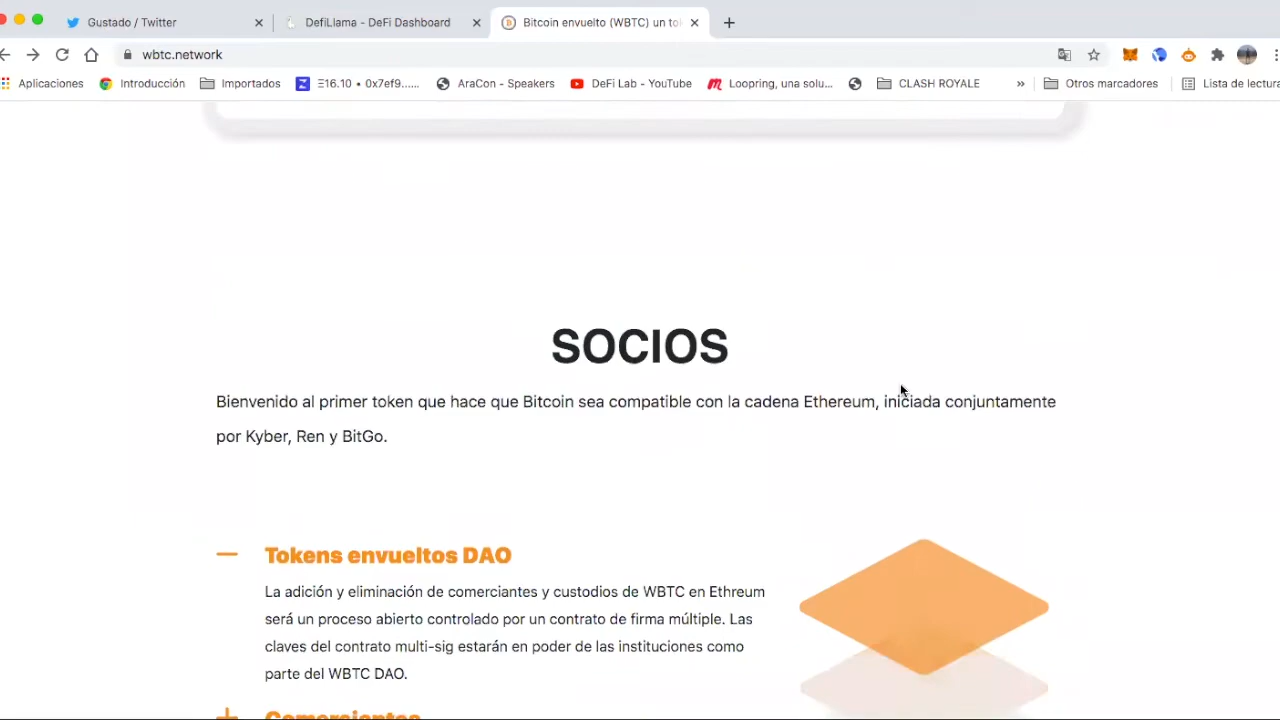 Gustado / Twitter
DefiLlama - DeFi Dashboard
Bitcoin envuelto (WBTC) un to
wbtc.network
Aplicaciones
Introducción
Importados
Ξ16.10 • 0x7ef9......
AraCon - Speakers
DeFi Lab - YouTube
Loopring, una solu...
CLASH ROYALE
»
Otros marcadores
Lista de lectura
SOCIOS
Bienvenido al primer token que hace que Bitcoin sea compatible con la cadena Ethereum, iniciada conjuntamente
por Kyber, Ren y BitGo.
Tokens envueltos DAO
La adición y eliminación de comerciantes y custodios de WBTC en Ethreum
será un proceso abierto controlado por un contrato de firma múltiple. Las
claves del contrato multi-sig estarán en poder de las instituciones como
parte del WBTC DAO.
Comerciantes